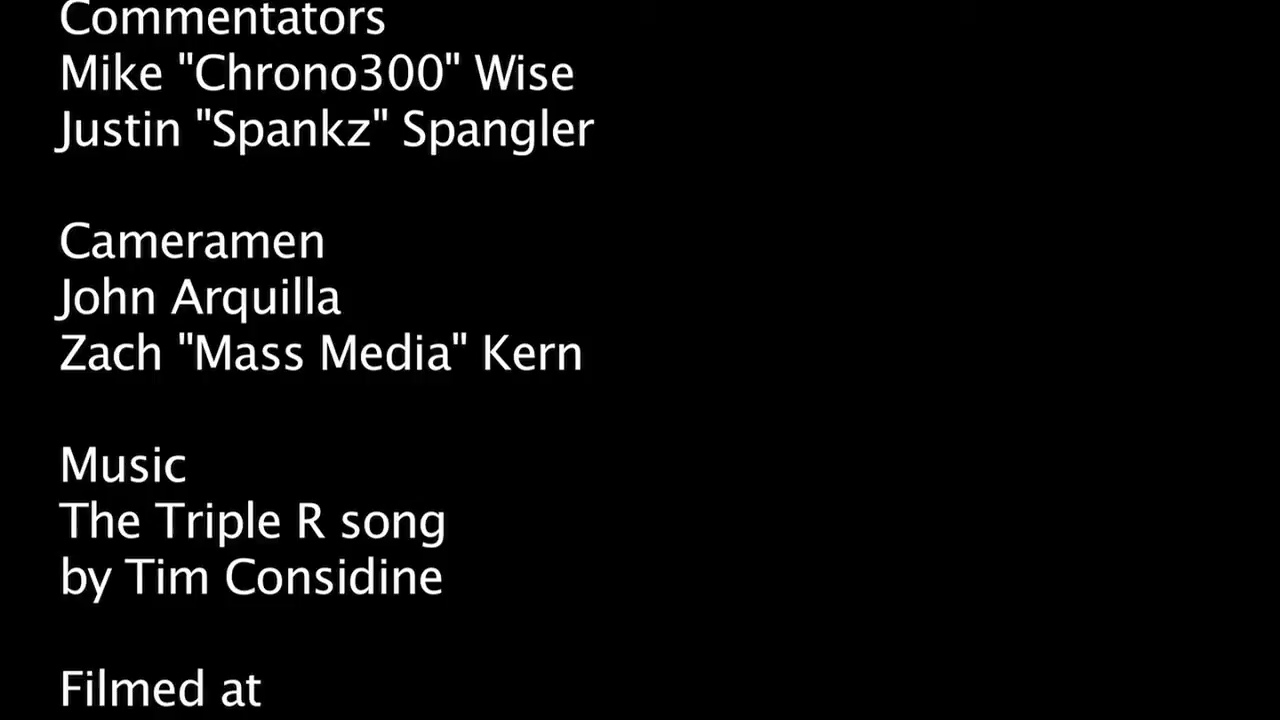 Commentators
Mike "Chrono300" Wise
Justin "Spankz" Spangler
Cameramen
John Arquilla
Zach "Mass Media" Kern
Music
The Triple R song
by Tim Considine
Filmed at